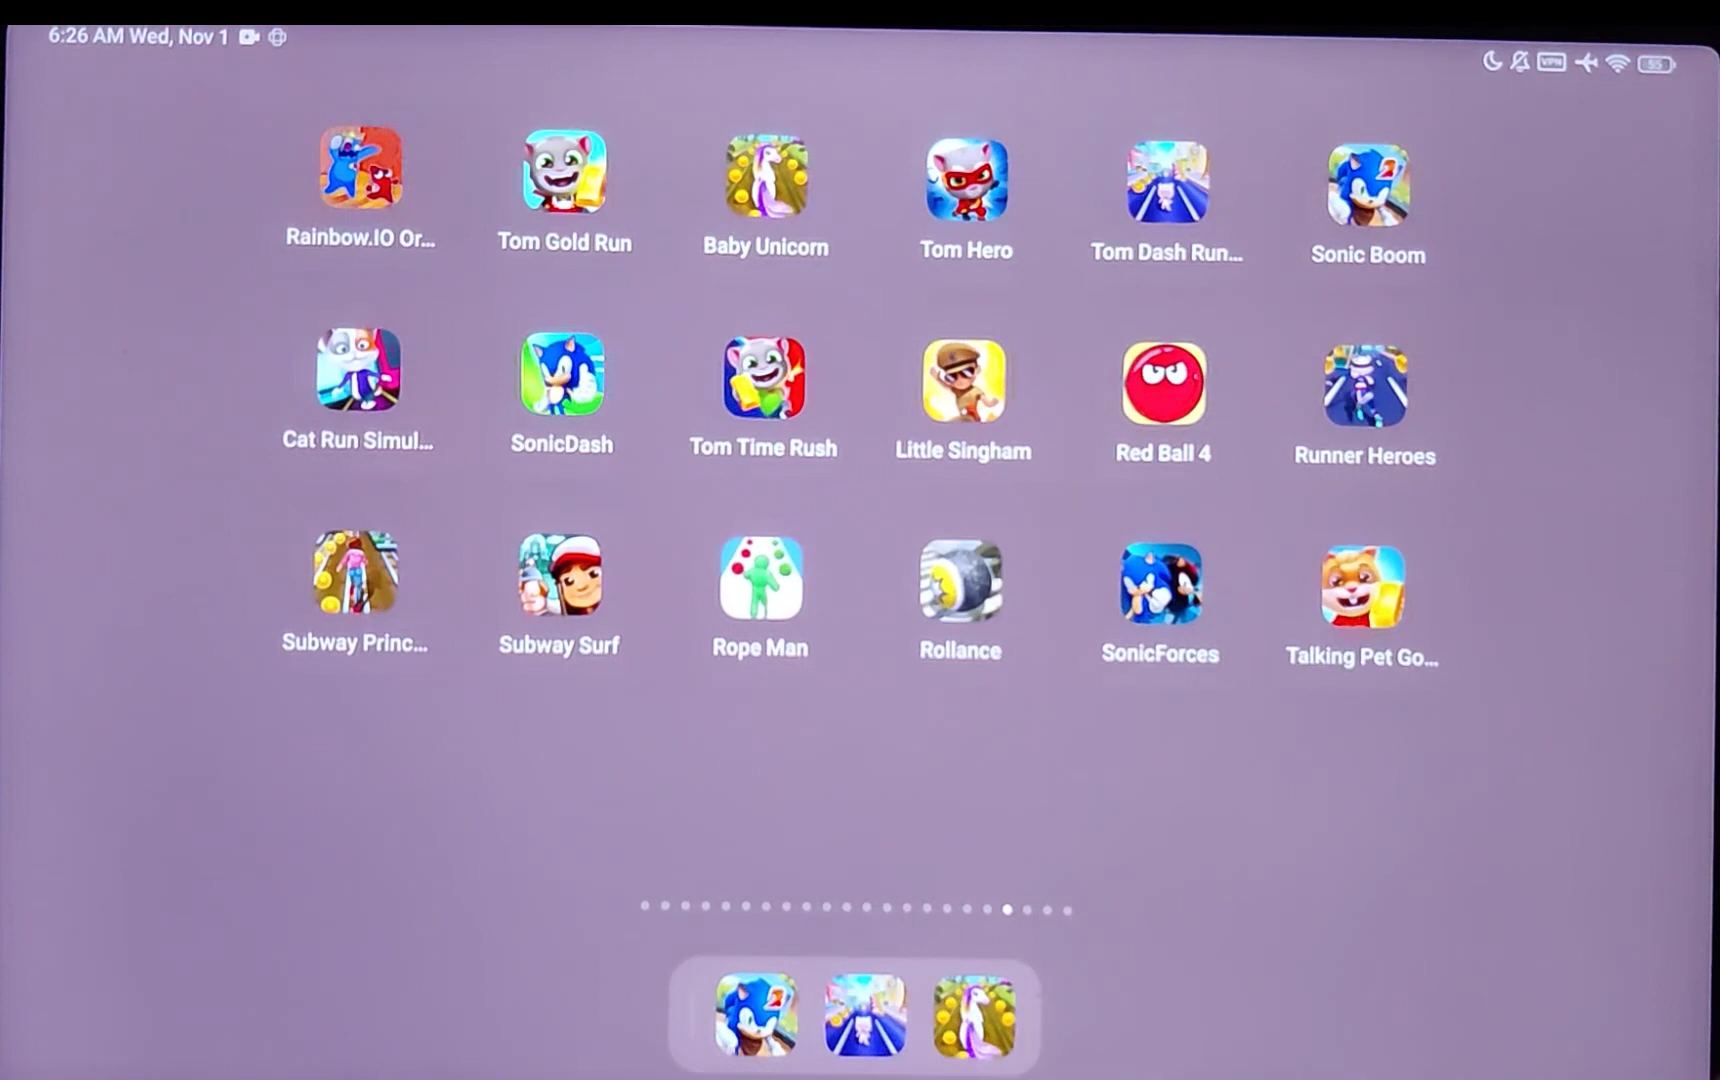 6:26 AM Wed, Nov 1
VPN
55
Rainbow.IO Or...
Tom Gold Run
Baby Unicorn
Tom Hero
Tom Dash Run...
Sonic Boom
Cat Run Simul...
SonicDash
Tom Time Rush
Little Singham
Red Ball 4
Runner Heroes
Subway Princ...
Subway Surf
Rope Man
Rollance
SonicForces
Talking Pet Go...